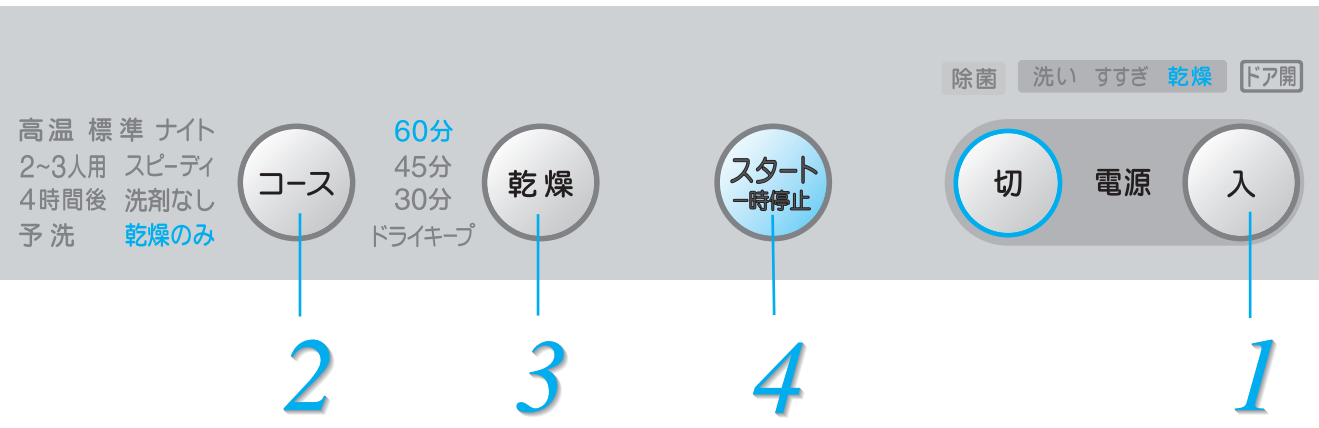 除菌 洗い すすぎ 乾燥 ドア開
高温 標準 ナイト
2~3人用 スピーディ
4時間後 洗剤なし
予洗 乾燥のみ
コース
60分
45分
30分
ドライキープ
乾燥
スタート
一時停止
切 電源 入
2 3 4 1